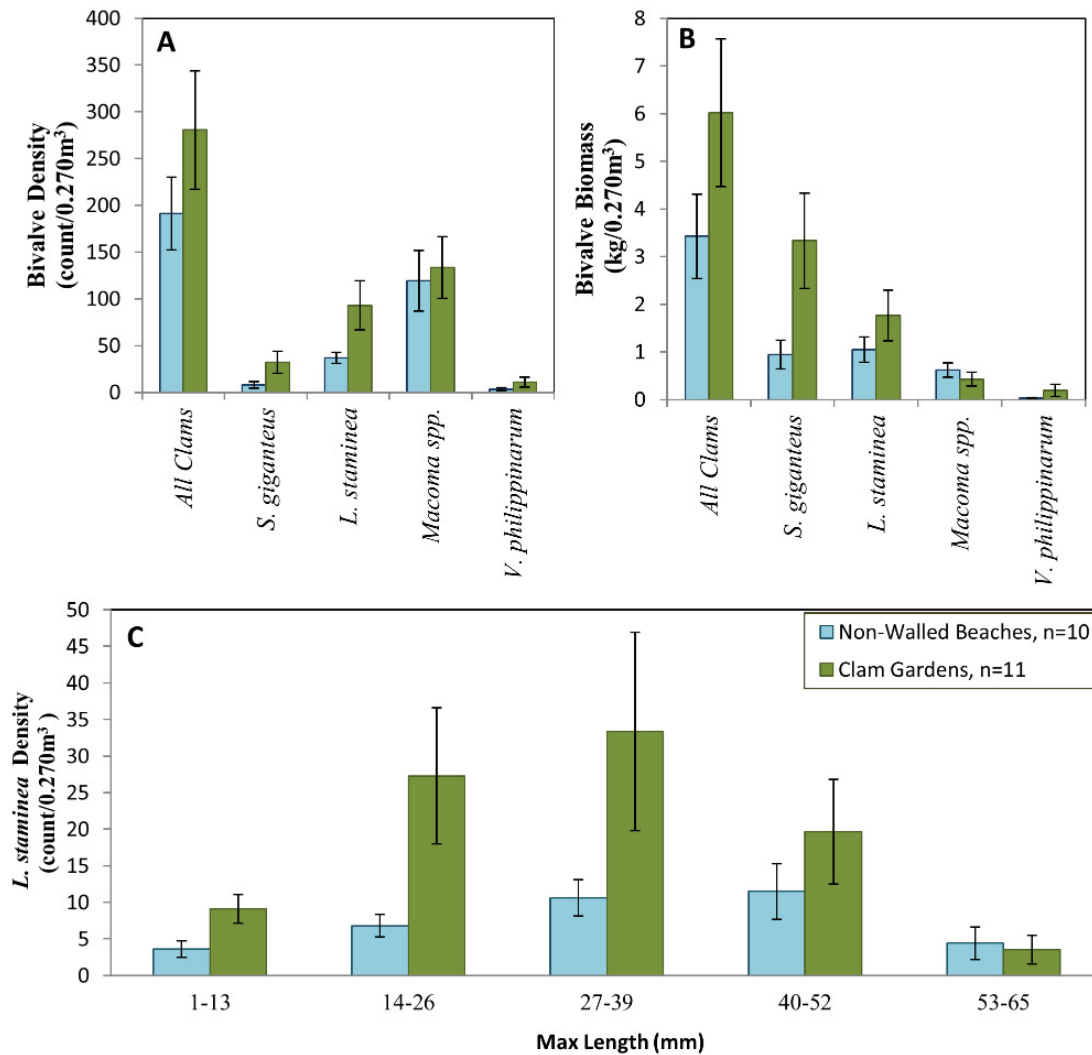 A
400
350
300
250
200
150
100
50
0
Bivalve Density
(count/0.270m³)
All Clams
S. giganteus
L. staminea
Macoma spp.
V. philippinarum
B
8
7
6
5
4
3
2
1
0
Bivalve Biomass
(kg/0.270m³)
All Clams
S. giganteus
L. staminea
Macoma spp.
V. philippinarum
C
50
45
40
35
30
25
20
15
10
5
0
L. staminea Density
(count/0.270m³ )
Non-Walled Beaches, n=10
Clam Gardens, n=11
1-13
14-26
27-39
40-52
53-65
Max Length (mm)